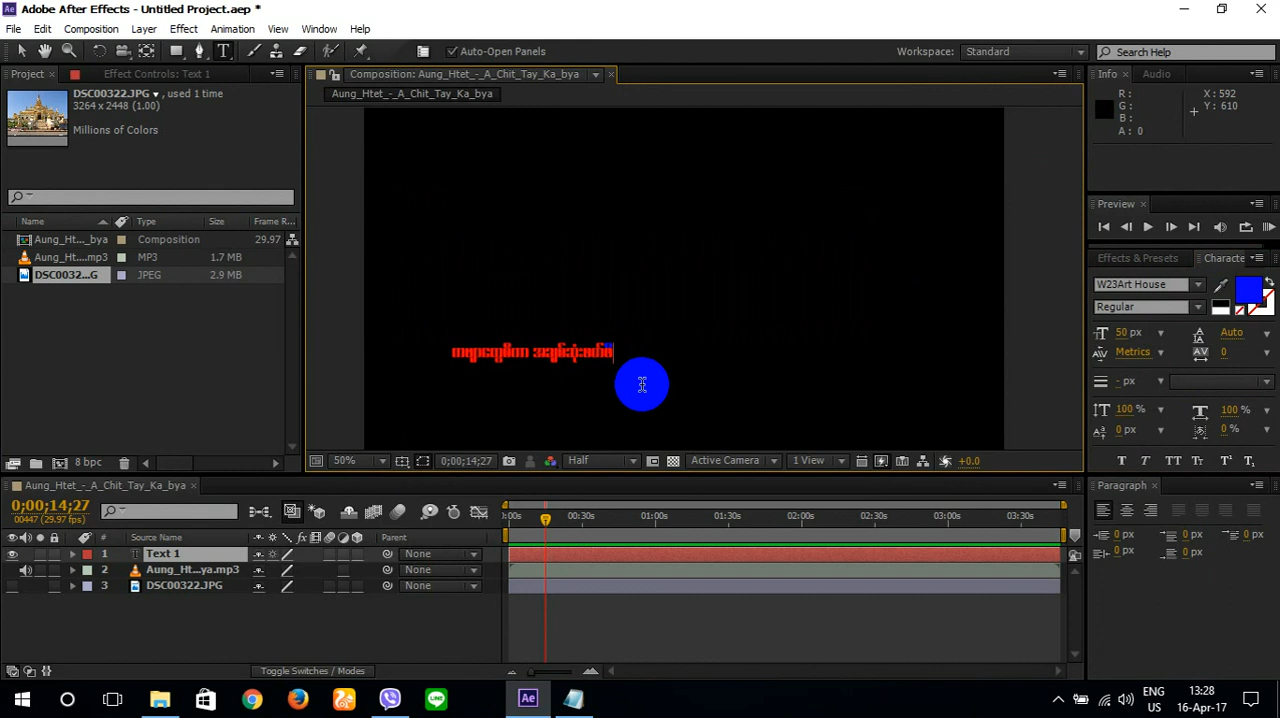 Adobe After Effects - Untitled Project.aep *
File Edit Composition Layer Effect Animation View Window Help
Auto-Open Panels
Workspace: Standard
Search Help
Project
Effect Controls: Text 1
DSC00322.JPG ▾, used 1 time
3264 x 2448 (1.00)
Millions of Colors
Name Type Size Frame R...
Aung_Ht..._bya Composition 29.97
Aung_Ht....mp3 MP3 1.7 MB
DSC0032...G JPEG 2.9 MB
8 bpc
Composition: Aung_Htet_-_A_Chit_Tay_Ka_bya
Aung_Htet_-_A_Chit_Tay_Ka_bya
50% 0;00;14;27 Half Active Camera 1 View +0.0
Info Audio
R: X: 592
G: Y: 610
B:
A: 0
Preview
Effects & Presets Characte
W23Art House
Regular
50 px Auto
Metrics 0
- px
100 % 100 %
0 px 0 %
T T TT Tt T¹ T₁
Paragraph
0 px 0 px 0 px
0 px 0 px
Aung_Htet_-_A_Chit_Tay_Ka_bya
0;00;14;27
00447 (29.97 fps)
:00s 00:30s 01:00s 01:30s 02:00s 02:30s 03:00s 03:30s
# Source Name Parent
1 T Text 1 None
2 Aung_Ht...ya.mp3 None
3 DSC00322.JPG None
Toggle Switches / Modes
ENG
US
13:28
16-Apr-17